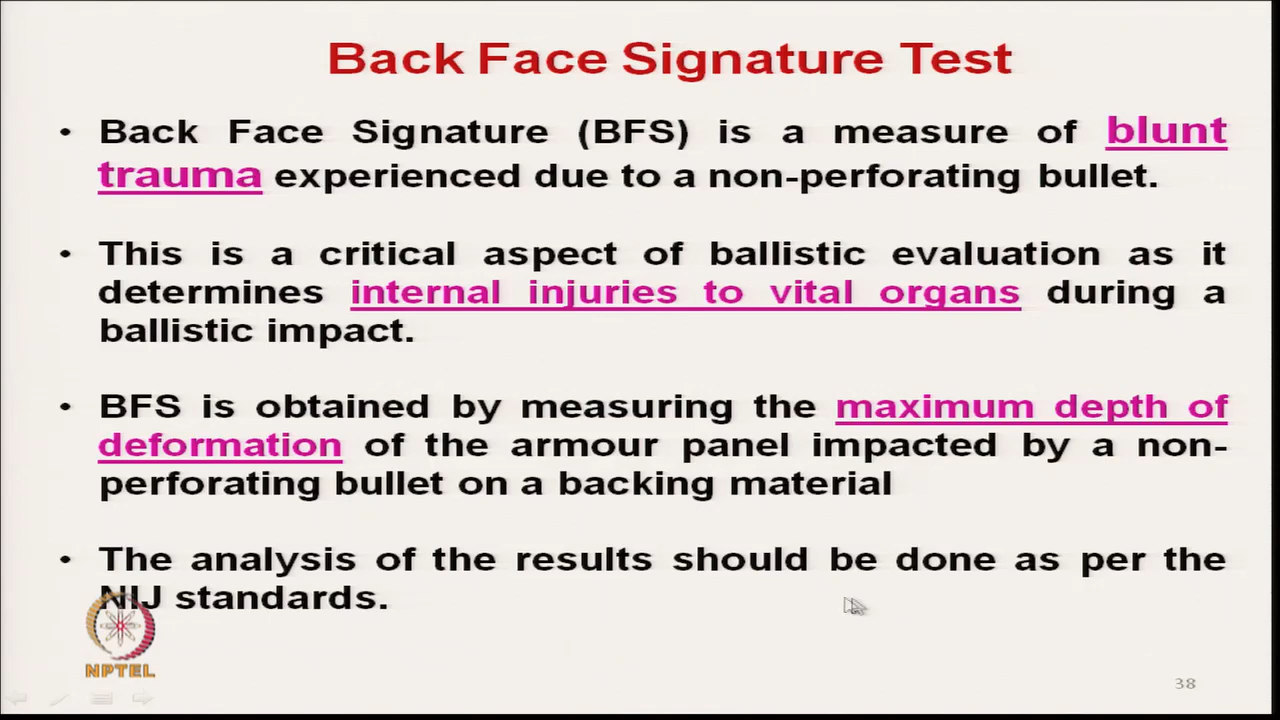 Back Face Signature Test
• Back Face Signature (BFS) is a measure of blunt
trauma experienced due to a non-perforating bullet.
• This is a critical aspect of ballistic evaluation as it
determines internal injuries to vital organs during a
ballistic impact.
• BFS is obtained by measuring the maximum depth of
deformation of the armour panel impacted by a non-
perforating bullet on a backing material
• The analysis of the results should be done as per the
NIJ standards.
NPTEL
38